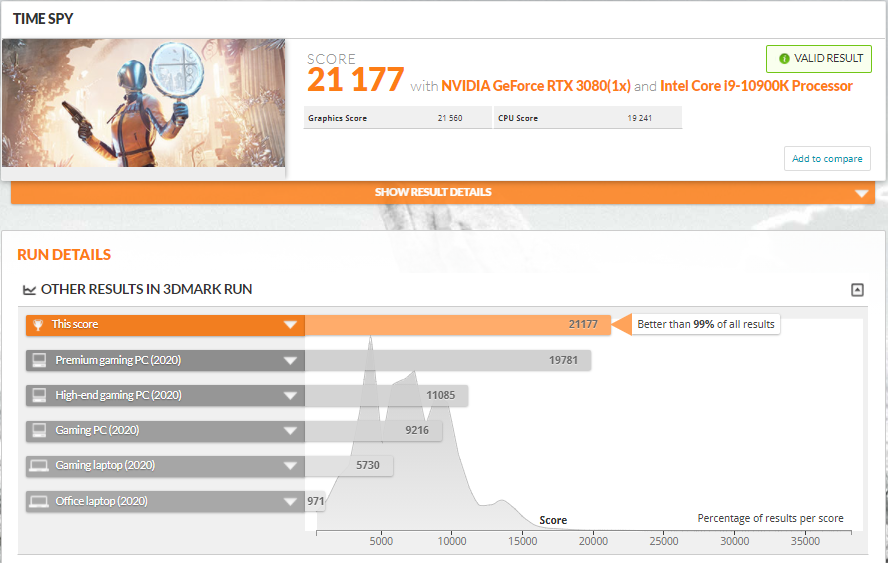 TIME SPY
SCORE
VALID RESULT
21 177 with NVIDIA GeForce RTX 3080(1x) and Intel Core i9-10900K Processor
Graphics Score 21 560 CPU Score 19 241
Add to compare
SHOW RESULT DETAILS
RUN DETAILS
OTHER RESULTS IN 3DMARK RUN
This score 21177 Better than 99% of all results
Premium gaming PC (2020) 19781
High-end gaming PC (2020) 11085
Gaming PC (2020) 9216
Gaming laptop (2020) 5730
Office laptop (2020) 971
Score Percentage of results per score
5000 10000 15000 20000 25000 30000 35000